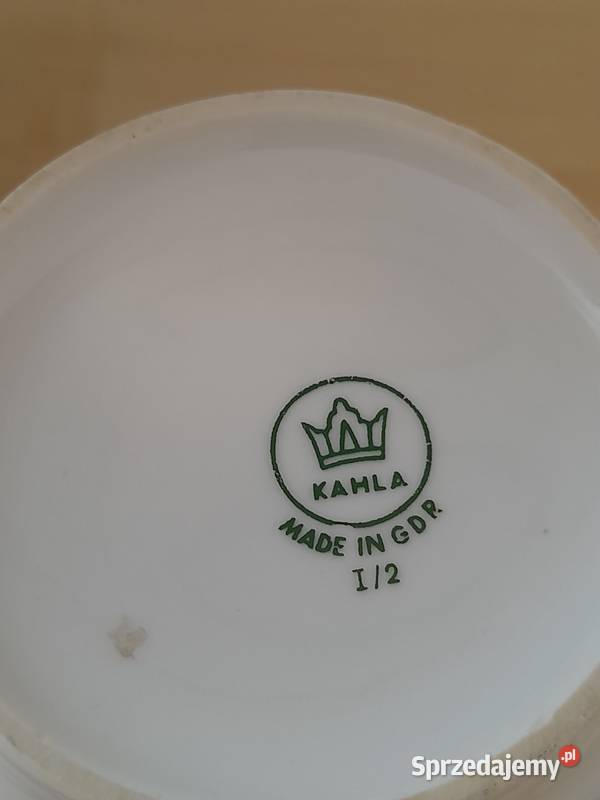 KAHLA
MADE IN GDR
I/2
Sprzedajemy.pl